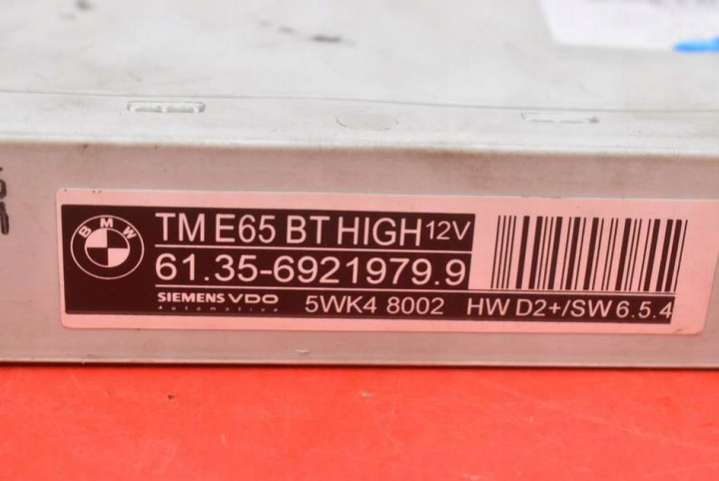 BMW
TM E65 BT HIGH 12V
61.35-6921979.9
SIEMENS VDO 5WK4 8002 HW D2+/SW 6.5.4
Automotive